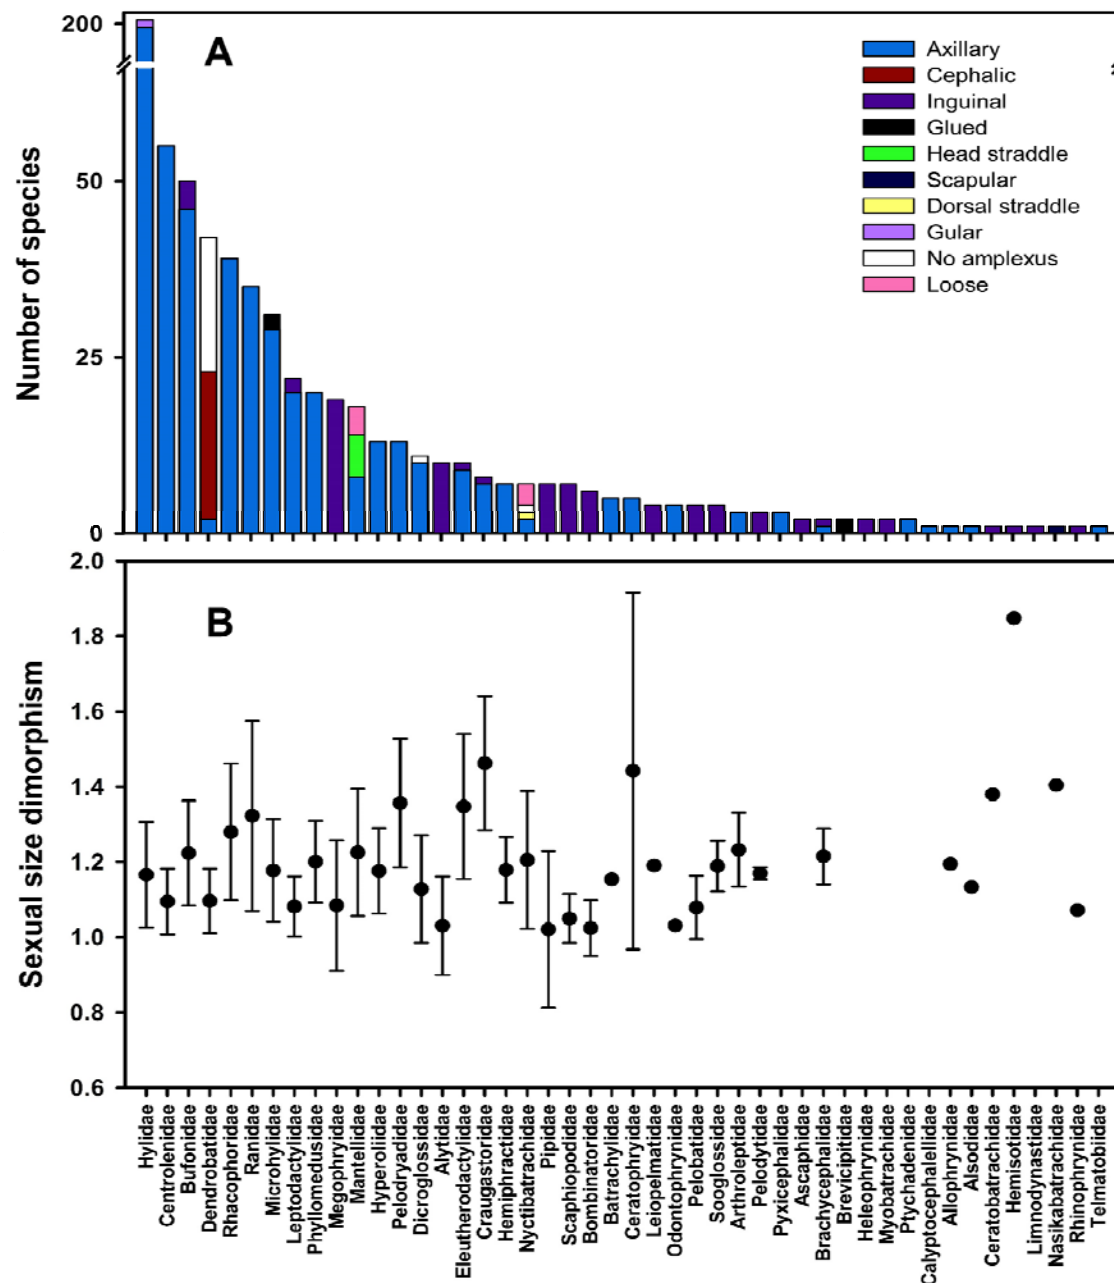 A
200
50
25
0
Number of species
Axillary
Cephalic
Inguinal
Glued
Head straddle
Scapular
Dorsal straddle
Gular
No amplexus
Loose
B
2.0
1.8
1.6
1.4
1.2
1.0
0.8
0.6
Sexual size dimorphism
Hylidae
Centrolenidae
Bufonidae
Dendrobatidae
Rhacophoridae
Ranidae
Microhylidae
Leptodactylidae
Phyllomedusidae
Megophryidae
Mantellidae
Hyperoliidae
Pelodryadidae
Dicroglossidae
Alytidae
Eleutherodactylidae
Craugastoridae
Hemiphractidae
Nyctibatrachidae
Pipidae
Scaphiopodidae
Bombinatoridae
Batrachylidae
Ceratophryidae
Leiopelmatidae
Odontophrynidae
Pelobatidae
Sooglossidae
Arthroleptidae
Pelodytidae
Pyxicephalidae
Ascaphidae
Brachycephalidae
Brevicipitidae
Heleophrynidae
Myobatrachidae
Ptychadenidae
Calyptocephalellidae
Allophrynidae
Alsodidae
Ceratobatrachidae
Hemisotidae
Limnodynastidae
Nasikabatrachidae
Rhinophrynidae
Telmatobiidae